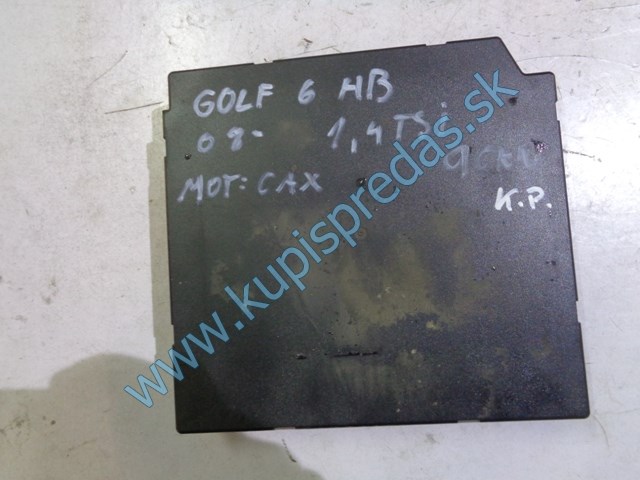 GOLF 6 HB
08- 1,4TSi
MOT: CAX
K.P.
www.kupispredas.sk